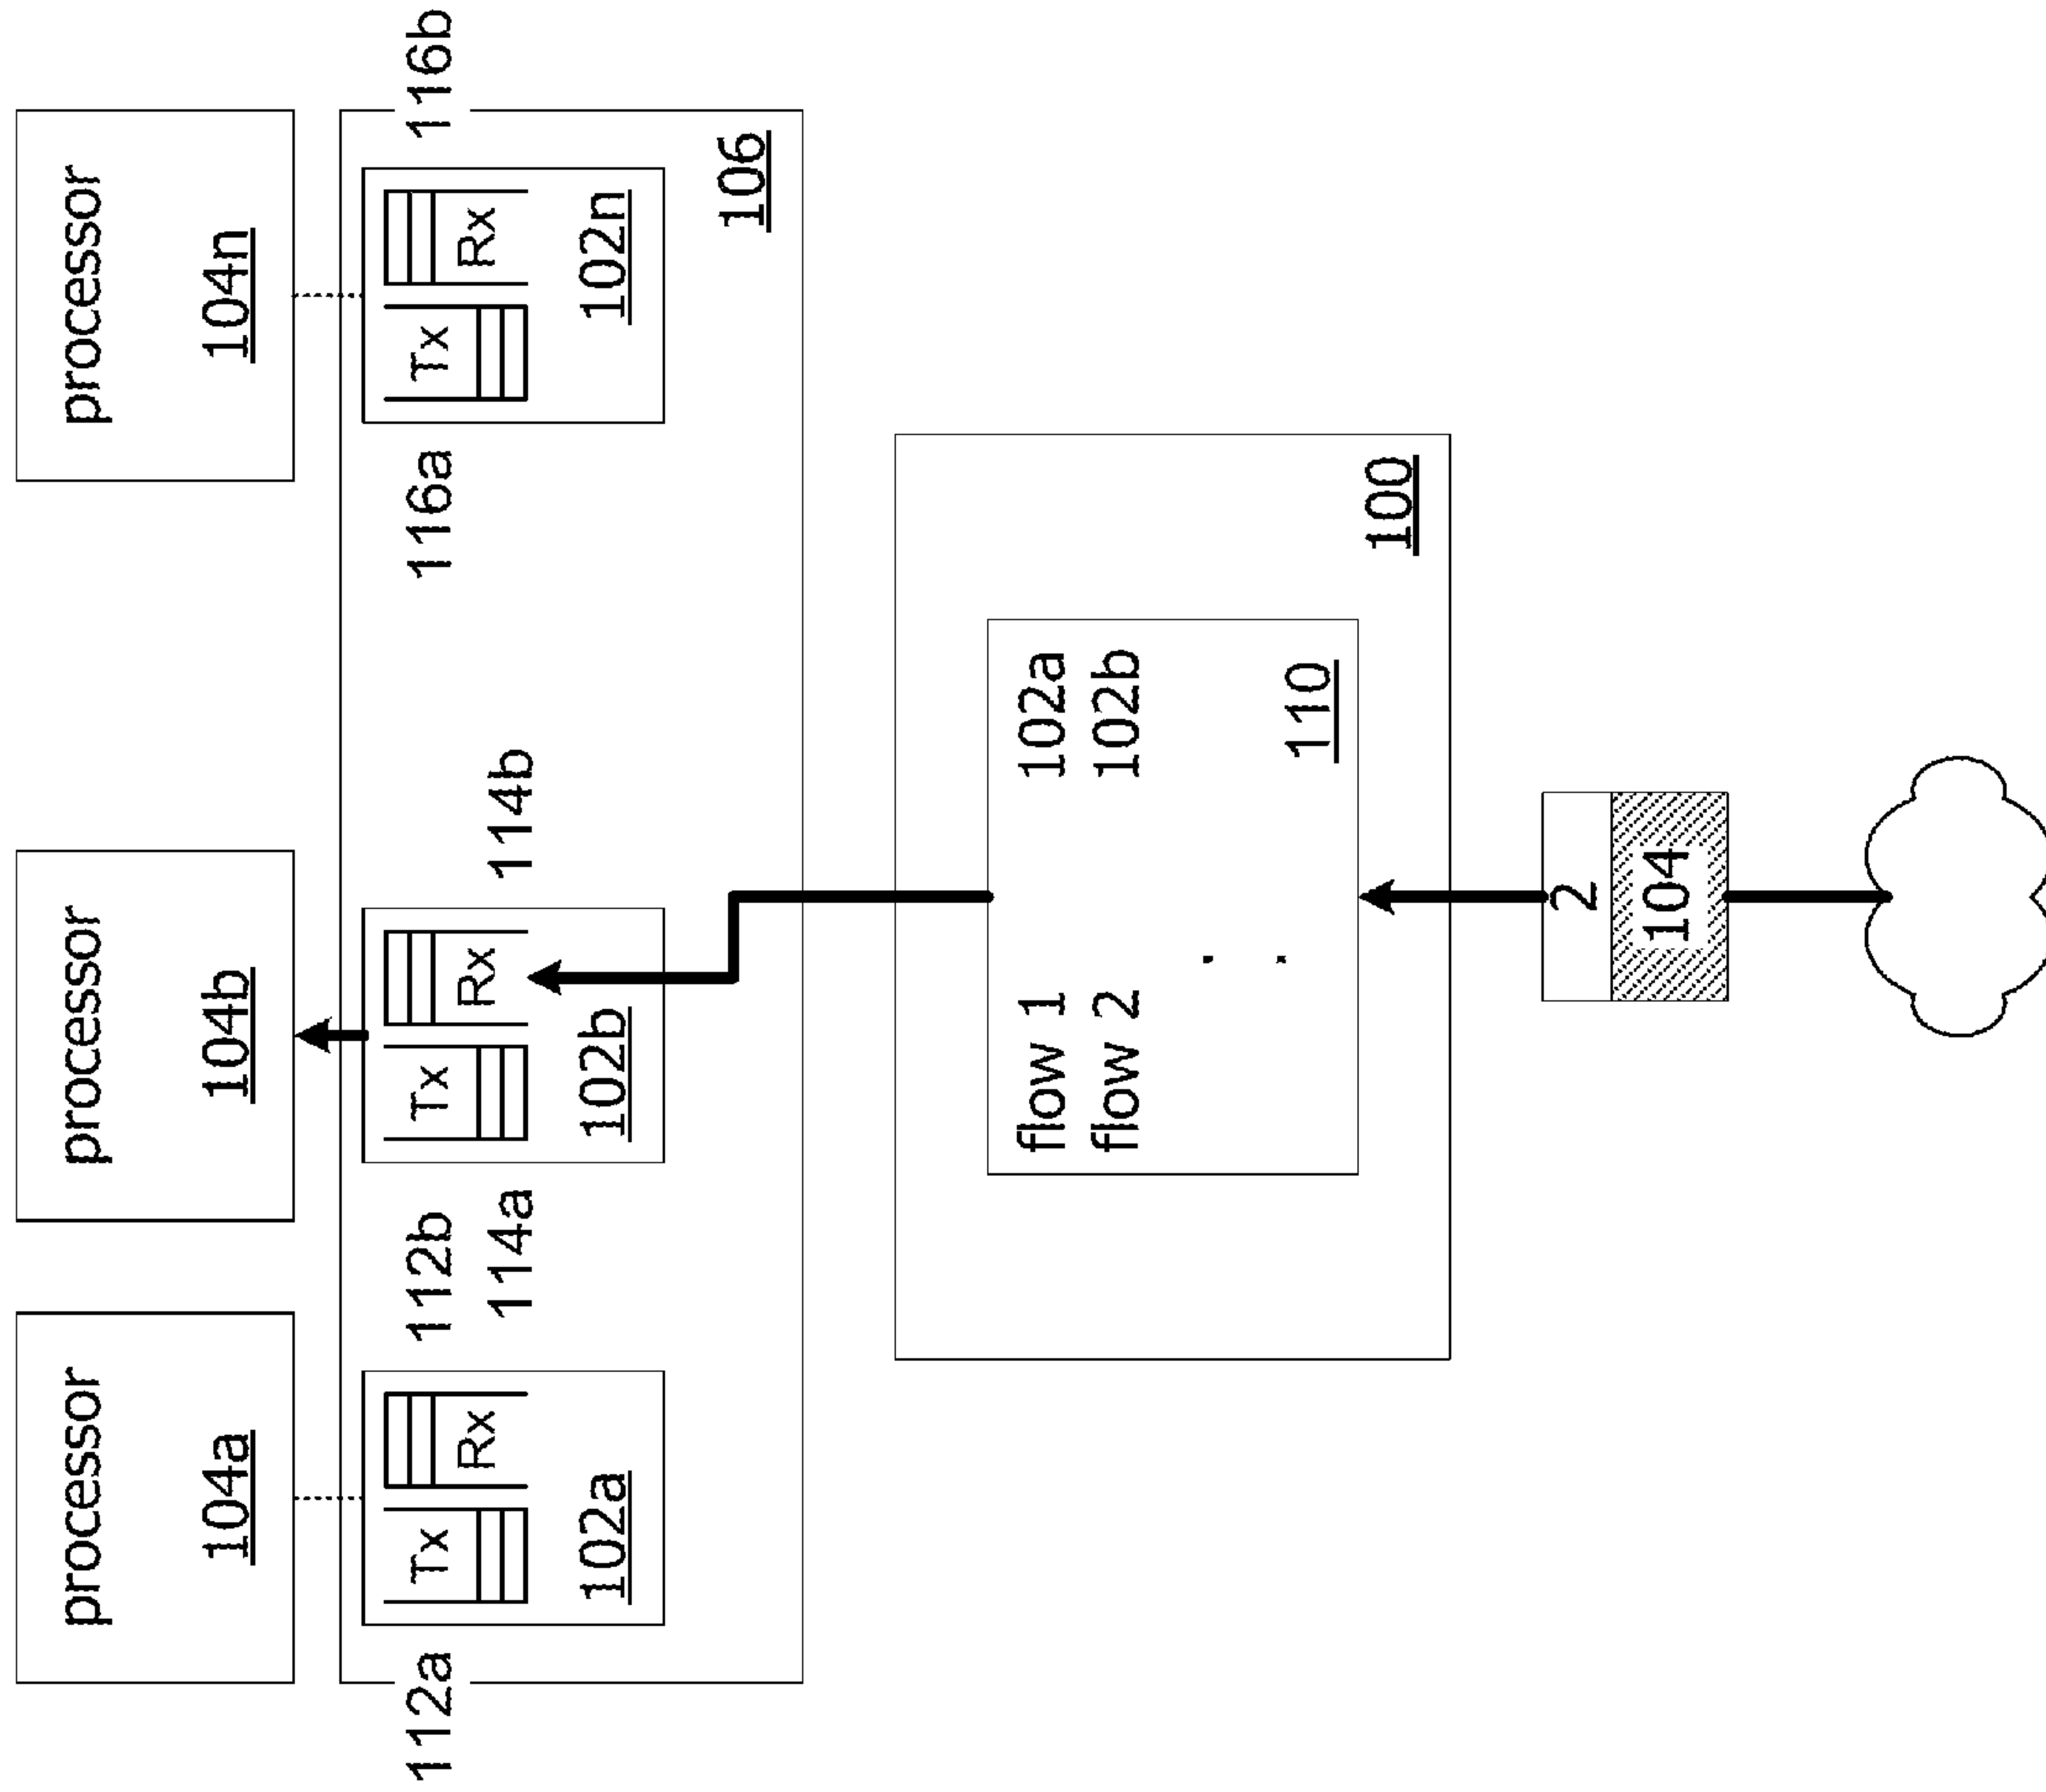 processor
104a
processor
104b
processor
104n
112a
Tx
Rx
102a
112b
114a
Tx
Rx
102b
114b
116a
Tx
Rx
102n
116b
106
flow 1 102a
flow 2 102b
.
.
110
100
2
104